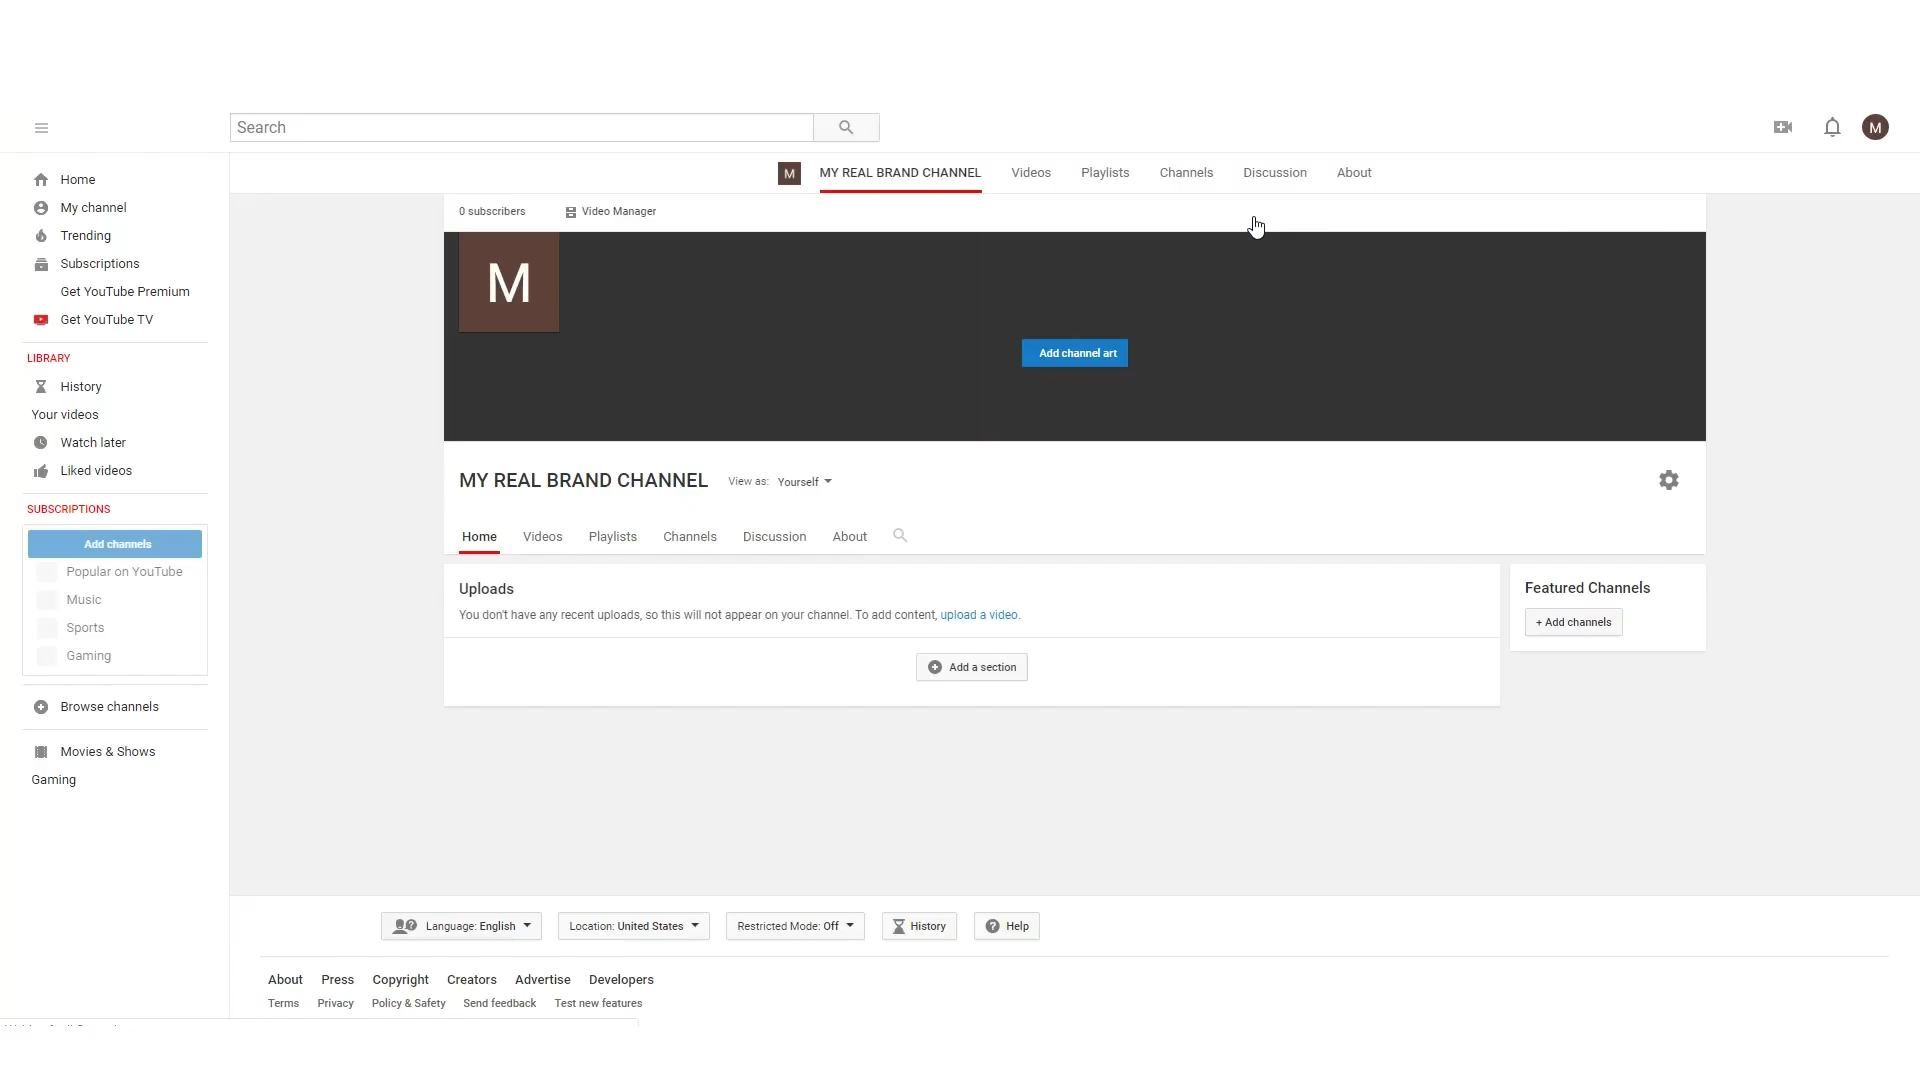 Search
M
M
MY REAL BRAND CHANNEL
Videos
Playlists
Channels
Discussion
About
Home
My channel
Trending
Subscriptions
Get YouTube Premium
Get YouTube TV
LIBRARY
History
Your videos
Watch later
Liked videos
SUBSCRIPTIONS
Add channels
Popular on YouTube
Music
Sports
Gaming
Browse channels
Movies & Shows
Gaming
0 subscribers
Video Manager
M
Add channel art
MY REAL BRAND CHANNEL
View as: Yourself
Home
Videos
Playlists
Channels
Discussion
About
Uploads
You don't have any recent uploads, so this will not appear on your channel. To add content, upload a video.
Add a section
Featured Channels
+ Add channels
Language: English
Location: United States
Restricted Mode: Off
History
Help
About Press Copyright Creators Advertise Developers
Terms Privacy Policy & Safety Send feedback Test new features